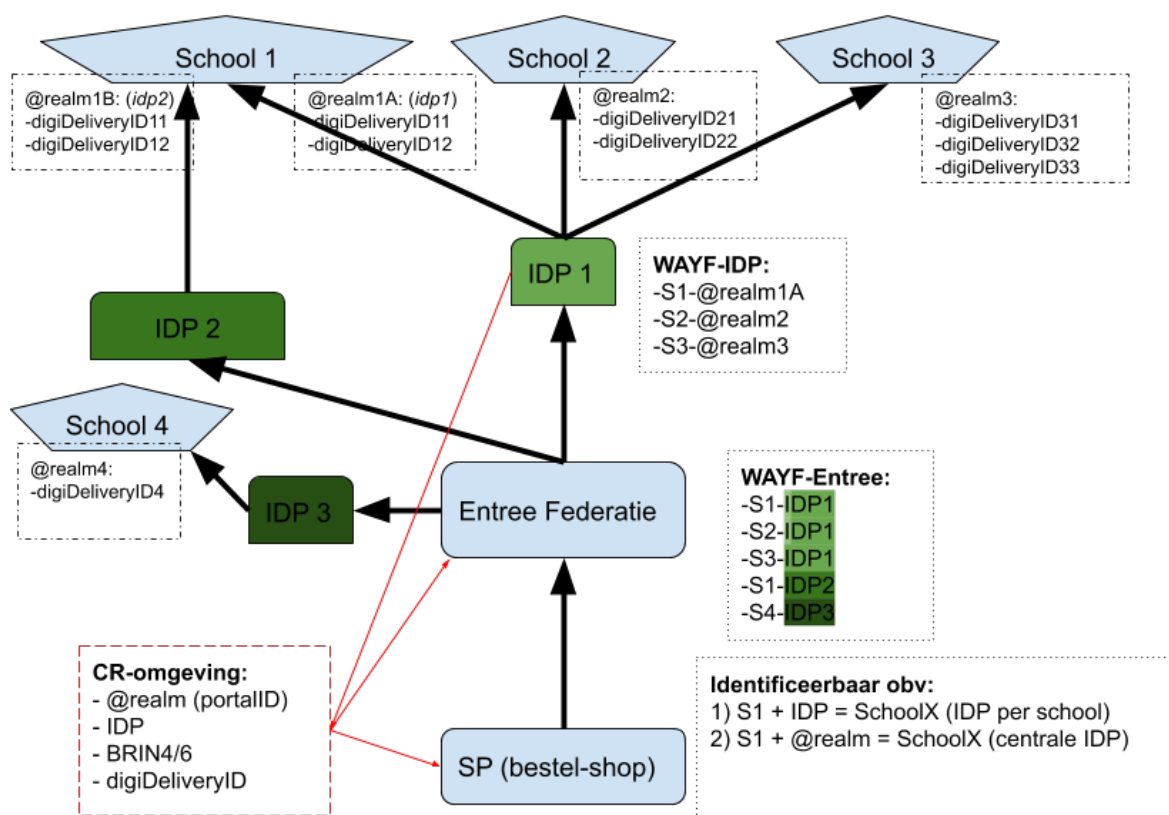 School 1
School 2
School 3
@realm1B: (idp2)
-digiDeliveryID11
-digiDeliveryID12
@realm1A: (idp1)
-digiDeliveryID11
-digiDeliveryID12
@realm2:
-digiDeliveryID21
-digiDeliveryID22
@realm3:
-digiDeliveryID31
-digiDeliveryID32
-digiDeliveryID33
IDP 1
WAYF-IDP:
-S1-@realm1A
-S2-@realm2
-S3-@realm3
IDP 2
School 4
@realm4:
-digiDeliveryID4
IDP 3
Entree Federatie
WAYF-Entree:
-S1-IDP1
-S2-IDP1
-S3-IDP1
-S1-IDP2
-S4-IDP3
CR-omgeving:
- @realm (portalID)
- IDP
- BRIN4/6
- digiDeliveryID
SP (bestel-shop)
Identificeerbaar obv:
1) S1 + IDP = SchoolX (IDP per school)
2) S1 + @realm = SchoolX (centrale IDP)